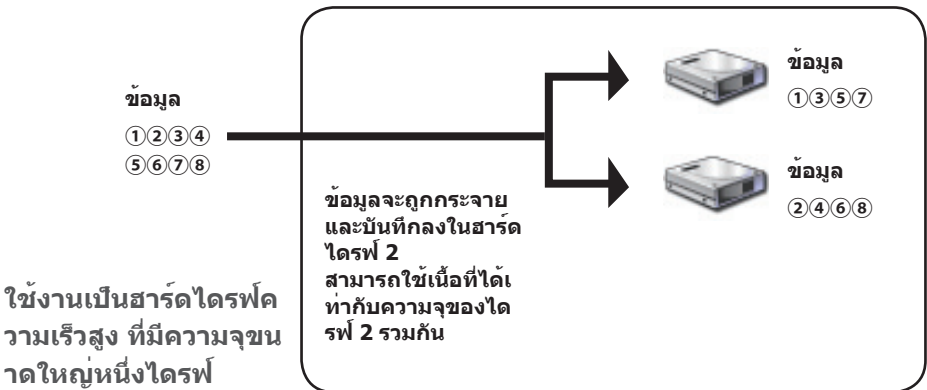 ข้อมูล
①②③④
⑤⑥⑦⑧
ข้อมูล
①③⑤⑦
ข้อมูล
②④⑥⑧
ข้อมูลจะถูกกระจาย
และบันทึกลงในฮาร์ด
ไดรฟ์ 2
สามารถใช้เนื้อที่ได้เ
ท่ากับความจุของได
รฟ์ 2 รวมกัน
ใช้งานเป็นฮาร์ดไดรฟ์ค
วามเร็วสูง ที่มีความจุขน
าดใหญ่หนึ่งไดรฟ์